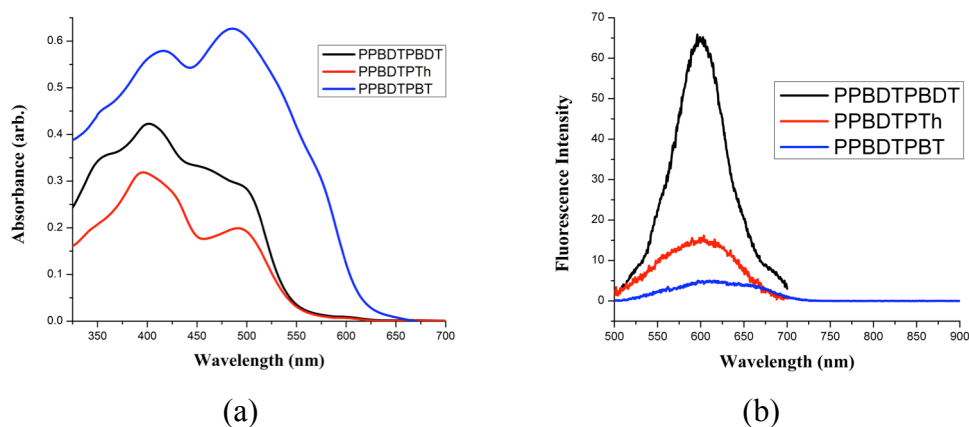 0.6
0.5
0.4
0.3
0.2
0.1
0.0
Absorbance (arb.)
350 400 450 500 550 600 650 700
Wavelength (nm)
PPBDTPBDT
PPBDTPTh
PPBDTPBT
(a)
70
60
50
40
30
20
10
0
Fluorescence Intensity
500 550 600 650 700 750 800 850 900
Wavelength (nm)
PPBDTPBDT
PPBDTPTh
PPBDTPBT
(b)